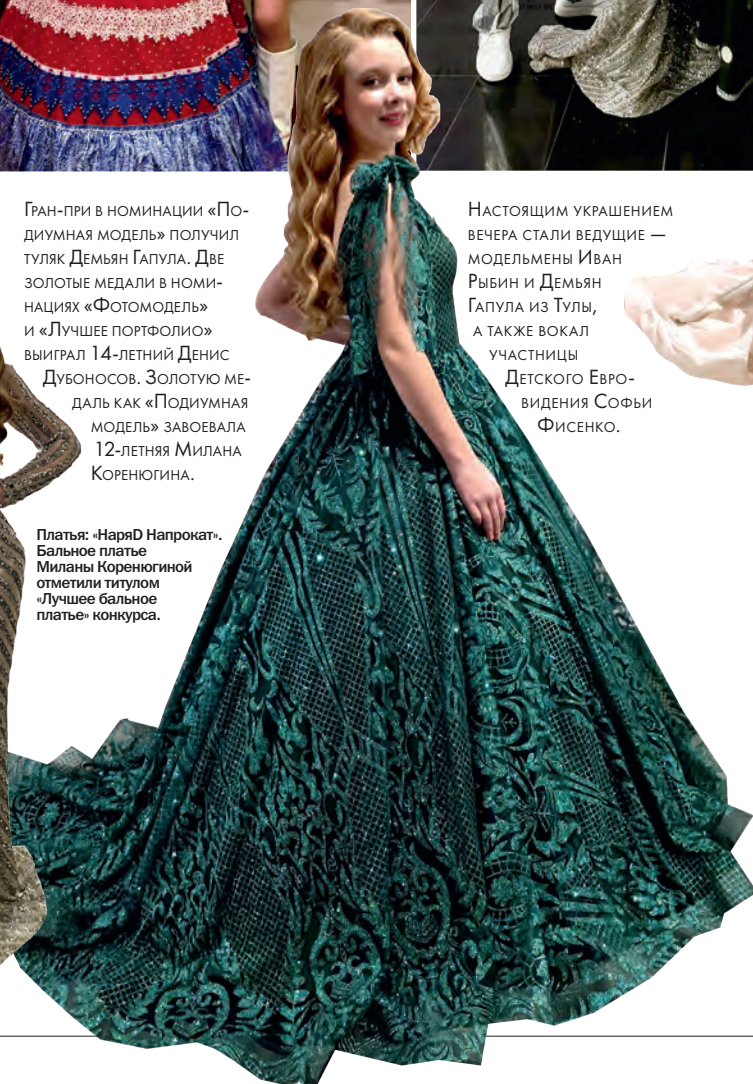 Гран-при в номинации «По-
диумная модель» получил
туляк Демьян Гапула. Две
золотые медали в номи-
нациях «Фотомодель»
и «Лучшее портфолио»
выиграл 14-летний Денис
Дубоносов. Золотую ме-
даль как «Подиумная
модель» завоевала
12-летняя Милана
Коренюгина.
Платья: «НаряD Напрокат».
Бальное платье
Миланы Коренюгиной
отметили титулом
«Лучшее бальное
платье» конкурса.
Настоящим украшением
вечера стали ведущие —
модельмены Иван
Рыбин и Демьян
Гапула из Тулы,
а также вокал
участницы
Детского Евро-
видения Софьи
Фисенко.